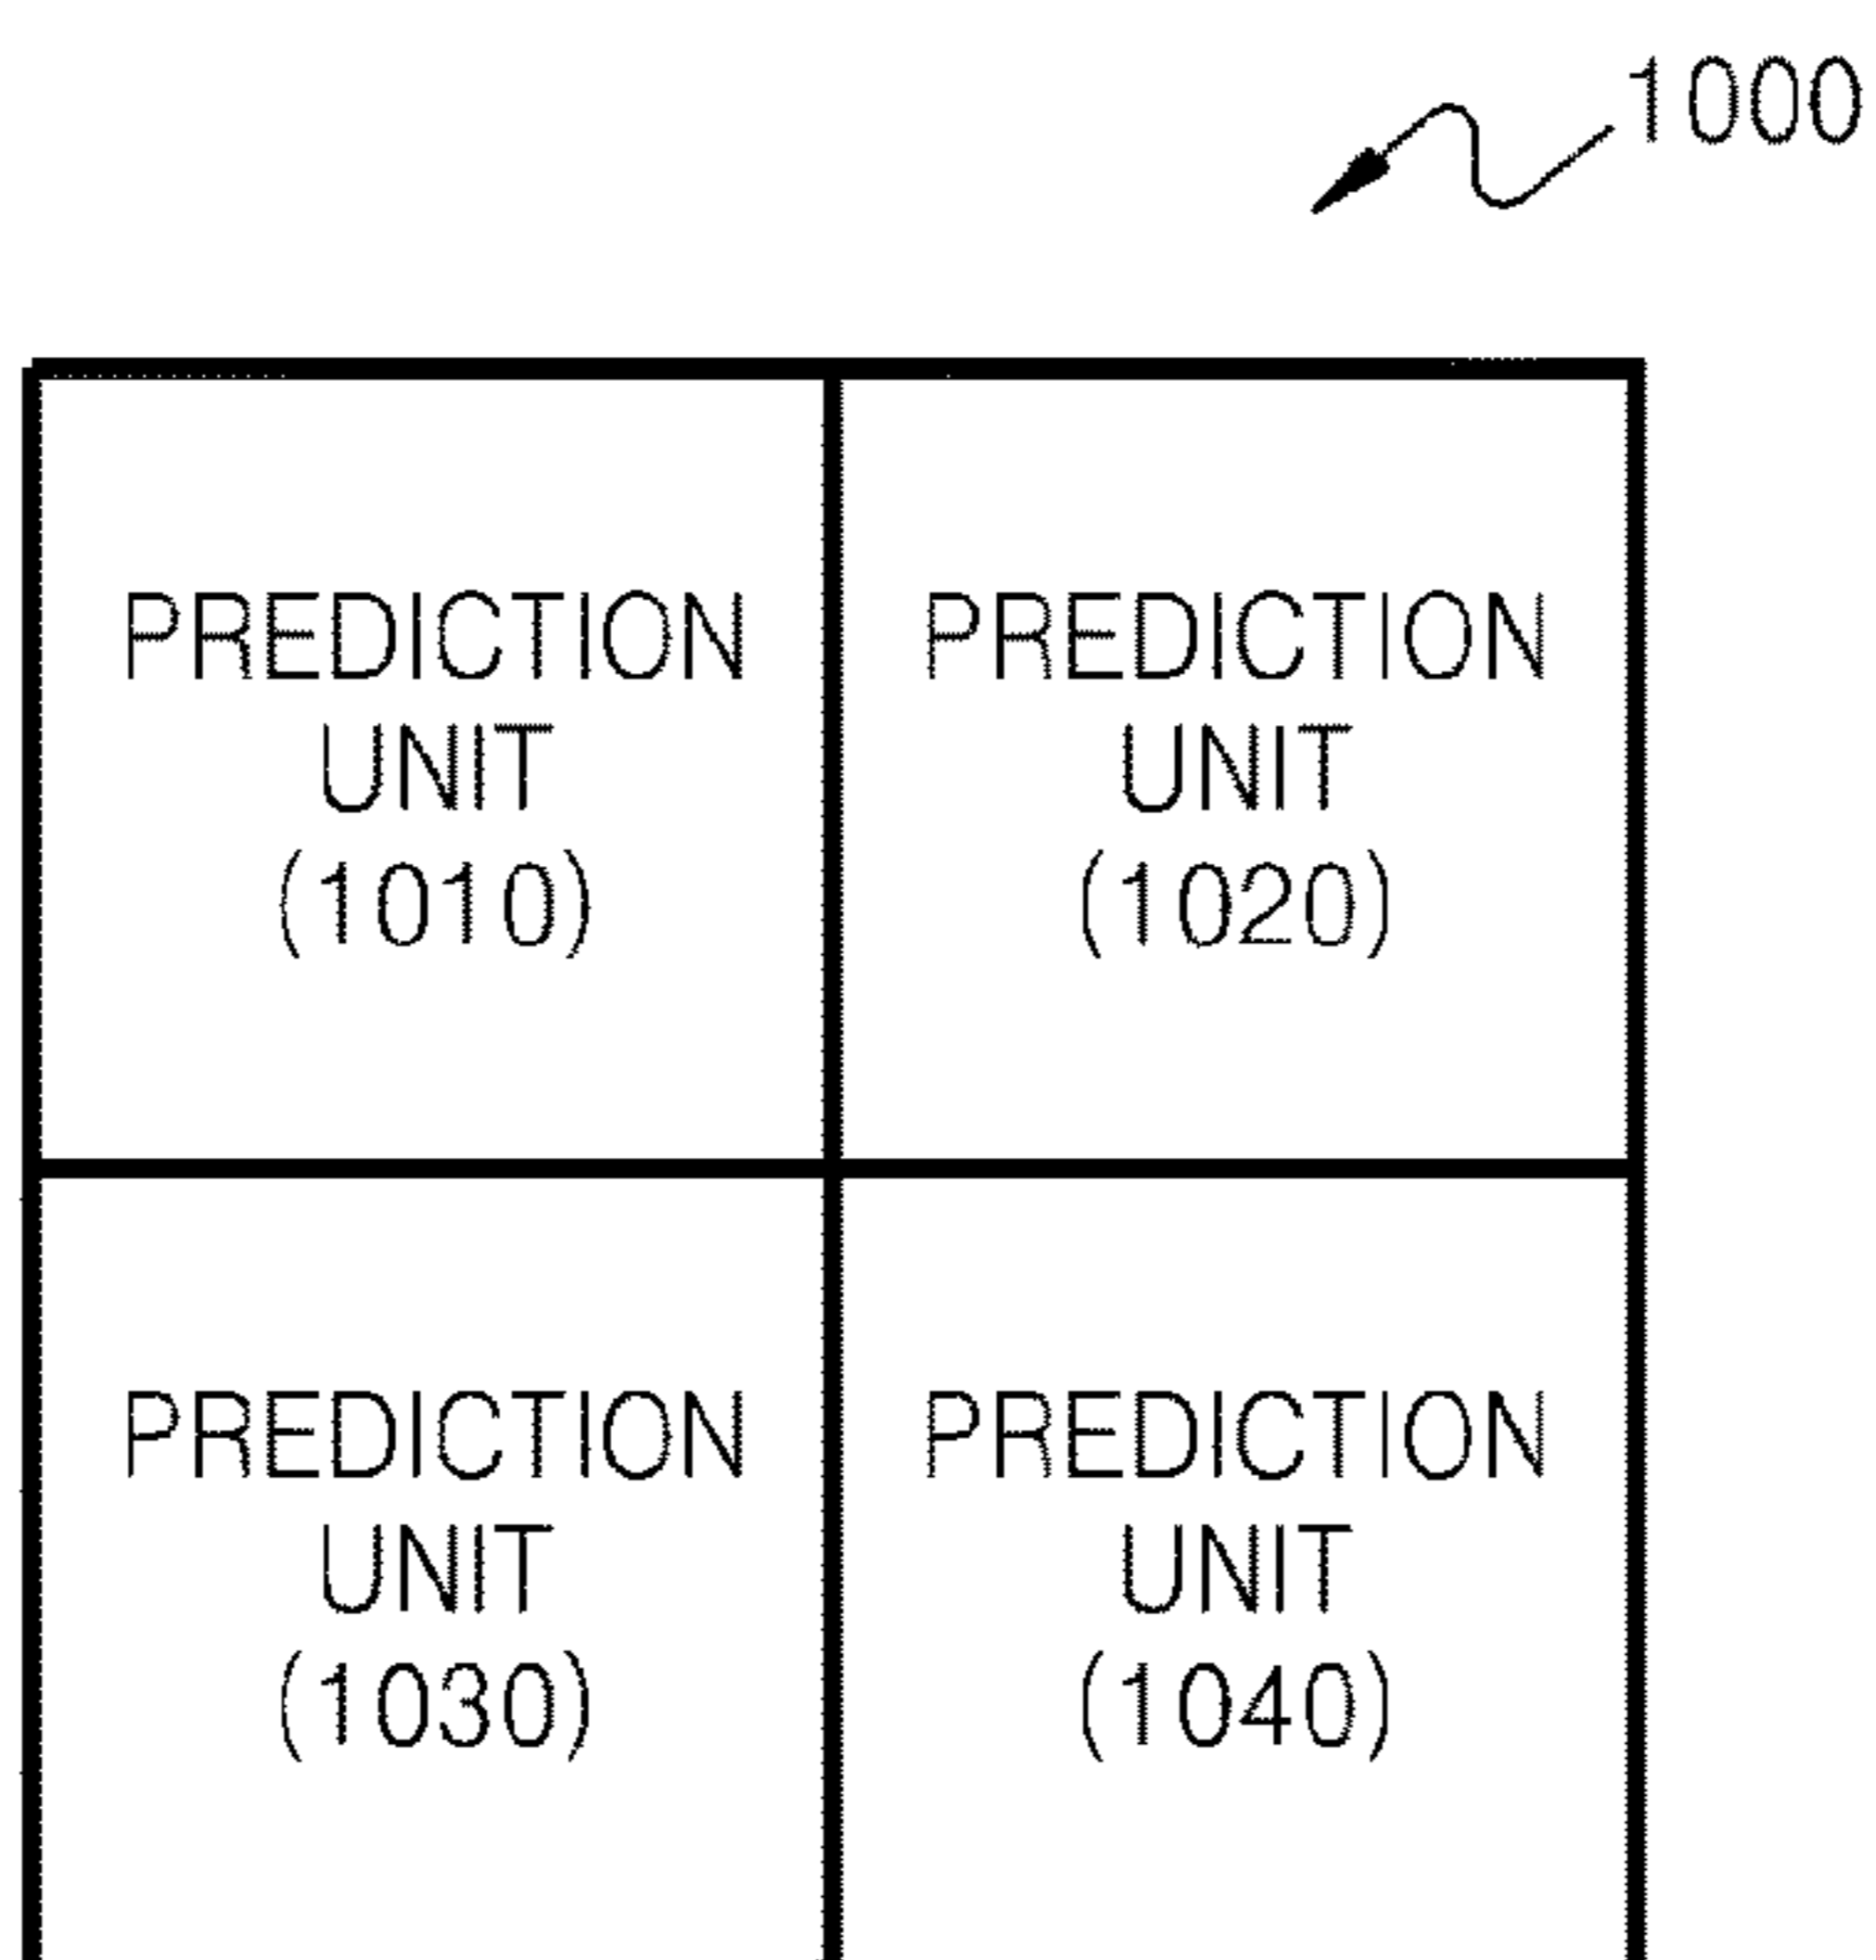 1000
PREDICTION PREDICTION
UNIT UNIT
(1010) (1020)
PREDICTION PREDICTION
UNIT UNIT
(1030) (1040)